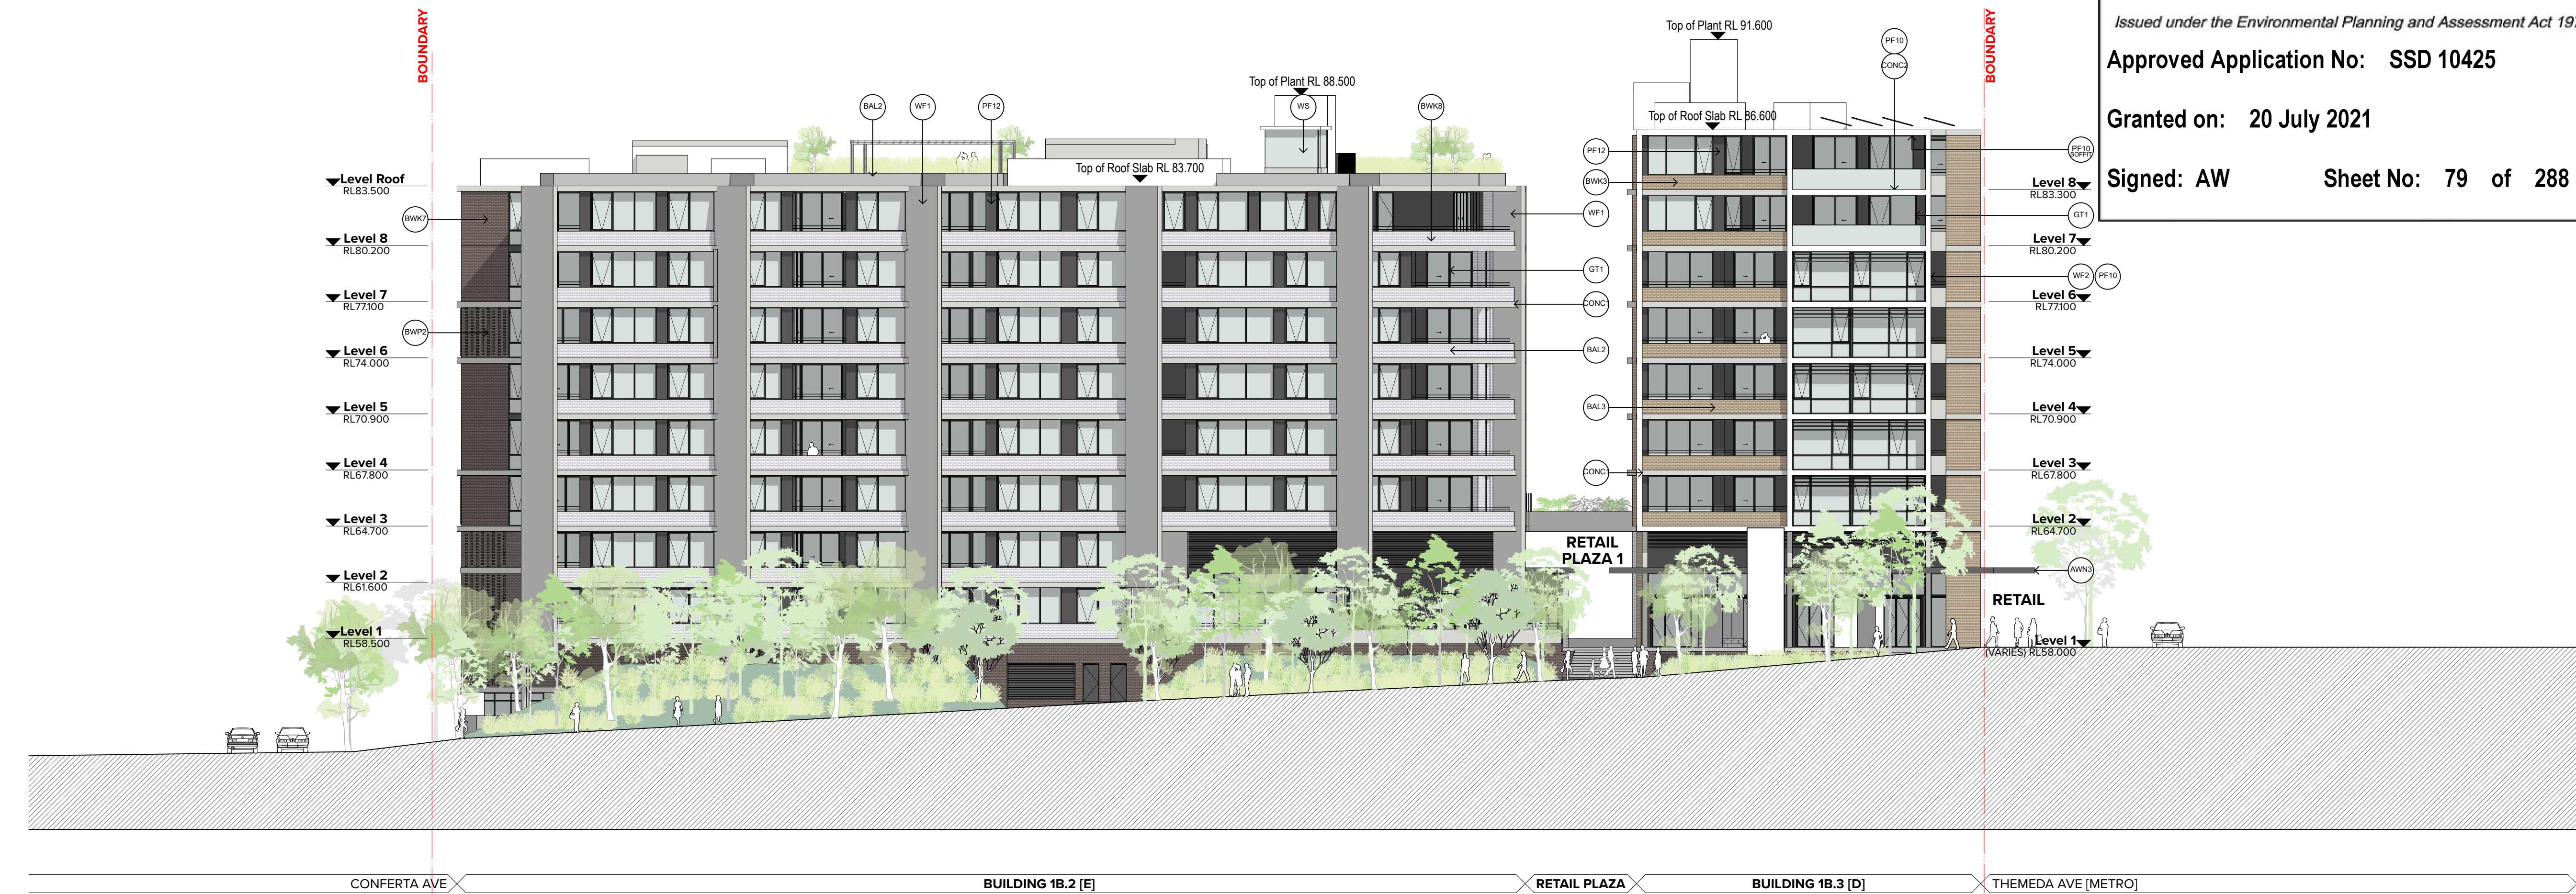 BOUNDARY
Top of Plant RL 91.600
PF10
CONC2
BOUNDARY
Issued under the Environmental Planning and Assessment Act
Approved Application No: SSD 10425
Granted on: 20 July 2021
Signed: AW Sheet No: 79 of 288
Top of Plant RL 88.500
BAL2
WF1
PF12
WS
BWK8
Top of Roof Slab RL 86.600
PF12
PF10
SOFFIT
Top of Roof Slab RL 83.700
Level Roof
RL83.500
BWK3
Level 8
RL83.300
BWK7
WF1
GT1
Level 8
RL80.200
Level 7
RL80.200
GT1
WF2
PF10
Level 7
RL77.100
CONC1
Level 6
RL77.100
BWP2
Level 6
RL74.000
BAL2
Level 5
RL74.000
Level 5
RL70.900
BAL3
Level 4
RL70.900
Level 4
RL67.800
CONC1
Level 3
RL67.800
Level 3
RL64.700
Level 2
RL64.700
RETAIL
PLAZA 1
Level 2
RL61.600
AWN3
RETAIL
Level 1
RL58.500
Level 1
(VARIES) RL58.000
CONFERTA AVE
BUILDING 1B.2 [E]
RETAIL PLAZA
BUILDING 1B.3 [D]
THEMEDA AVE [METRO]